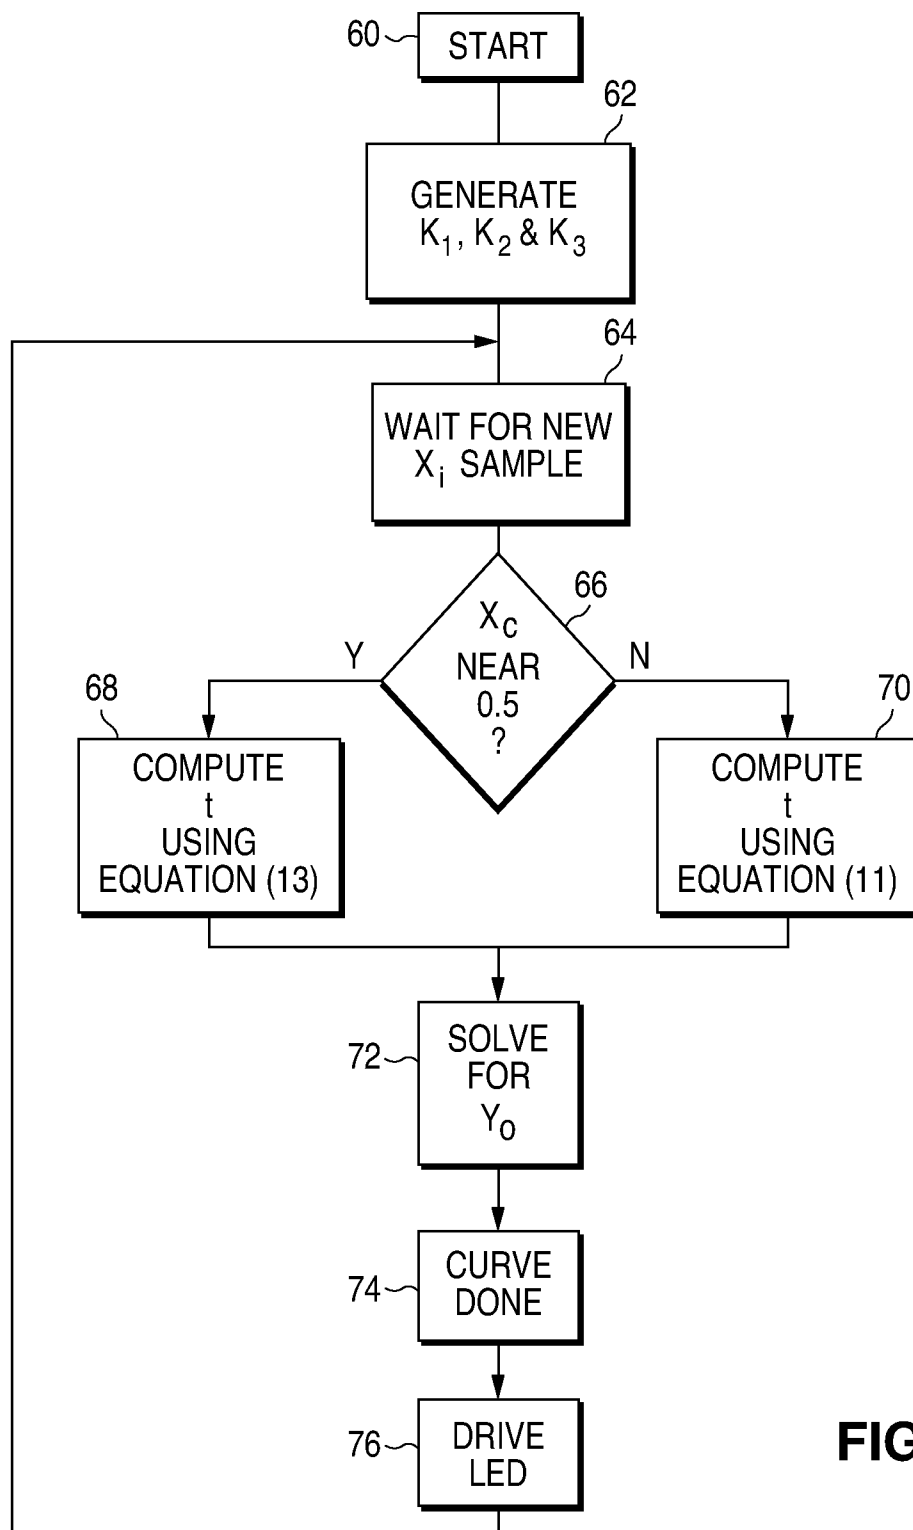 60
START
62
GENERATE
K1, K2 & K3
64
WAIT FOR NEW
Xi SAMPLE
66
XC
NEAR
0.5
?
Y
N
68
COMPUTE
t
USING
EQUATION (13)
70
COMPUTE
t
USING
EQUATION (11)
72
SOLVE
FOR
YO
74
CURVE
DONE
76
DRIVE
LED
FIG